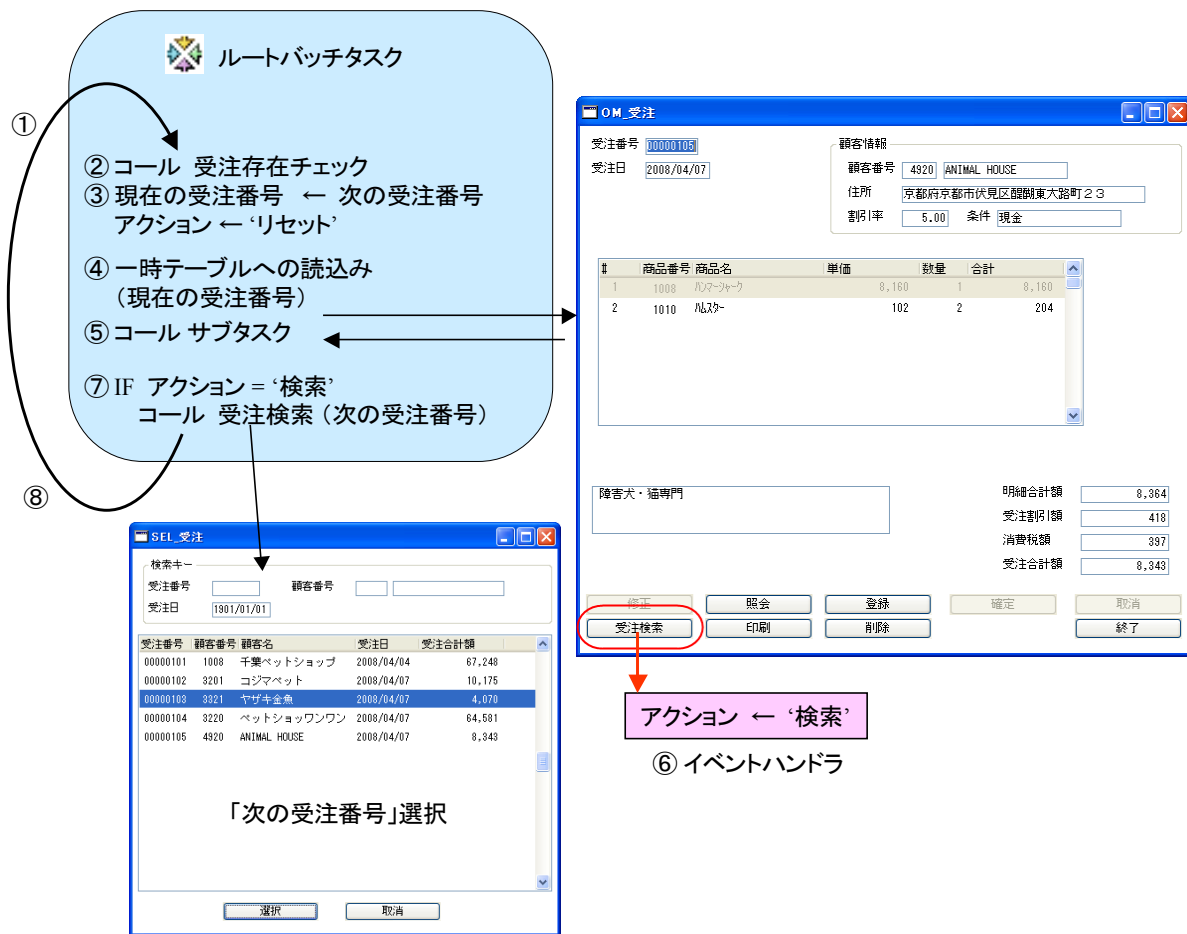 ルートバッチタスク
①
②コール 受注存在チェック
③現在の受注番号 ← 次の受注番号
アクション ← ‘リセット’
④一時テーブルへの読込み
（現在の受注番号）
⑤コール サブタスク
⑦IF アクション = ‘検索’
コール 受注検索（次の受注番号）
⑧
OM_受注
受注番号 00000105
受注日 2008/04/07
顧客情報
顧客番号 4920 ANIMAL HOUSE
住所 京都府京都市伏見区醍醐東大路町２３
割引率 5.00 条件 現金
# 商品番号 商品名 単価 数量 合計
1 1008 ﾊﾝﾏｰｼﾞｬｰｸ 8,160 1 8,160
2 1010 ﾊﾑｽﾀｰ 102 2 204
障害犬・猫専門
明細合計額 8,364
受注割引額 418
消費税額 397
受注合計額 8,343
修正 照会 登録 確定 取消
受注検索 印刷 削除 終了
アクション ← ‘検索’
⑥イベントハンドラ
SEL_受注
検索キー
受注番号 顧客番号
受注日 1901/01/01
受注番号 顧客番号 顧客名 受注日 受注合計額
00000101 1008 千葉ペットショップ 2008/04/04 67,248
00000102 3201 コジマペット 2008/04/07 10,175
00000103 3321 ヤザキ金魚 2008/04/07 4,070
00000104 3220 ペットショッワンワン 2008/04/07 64,581
00000105 4920 ANIMAL HOUSE 2008/04/07 8,343
「次の受注番号」選択
選択 取消